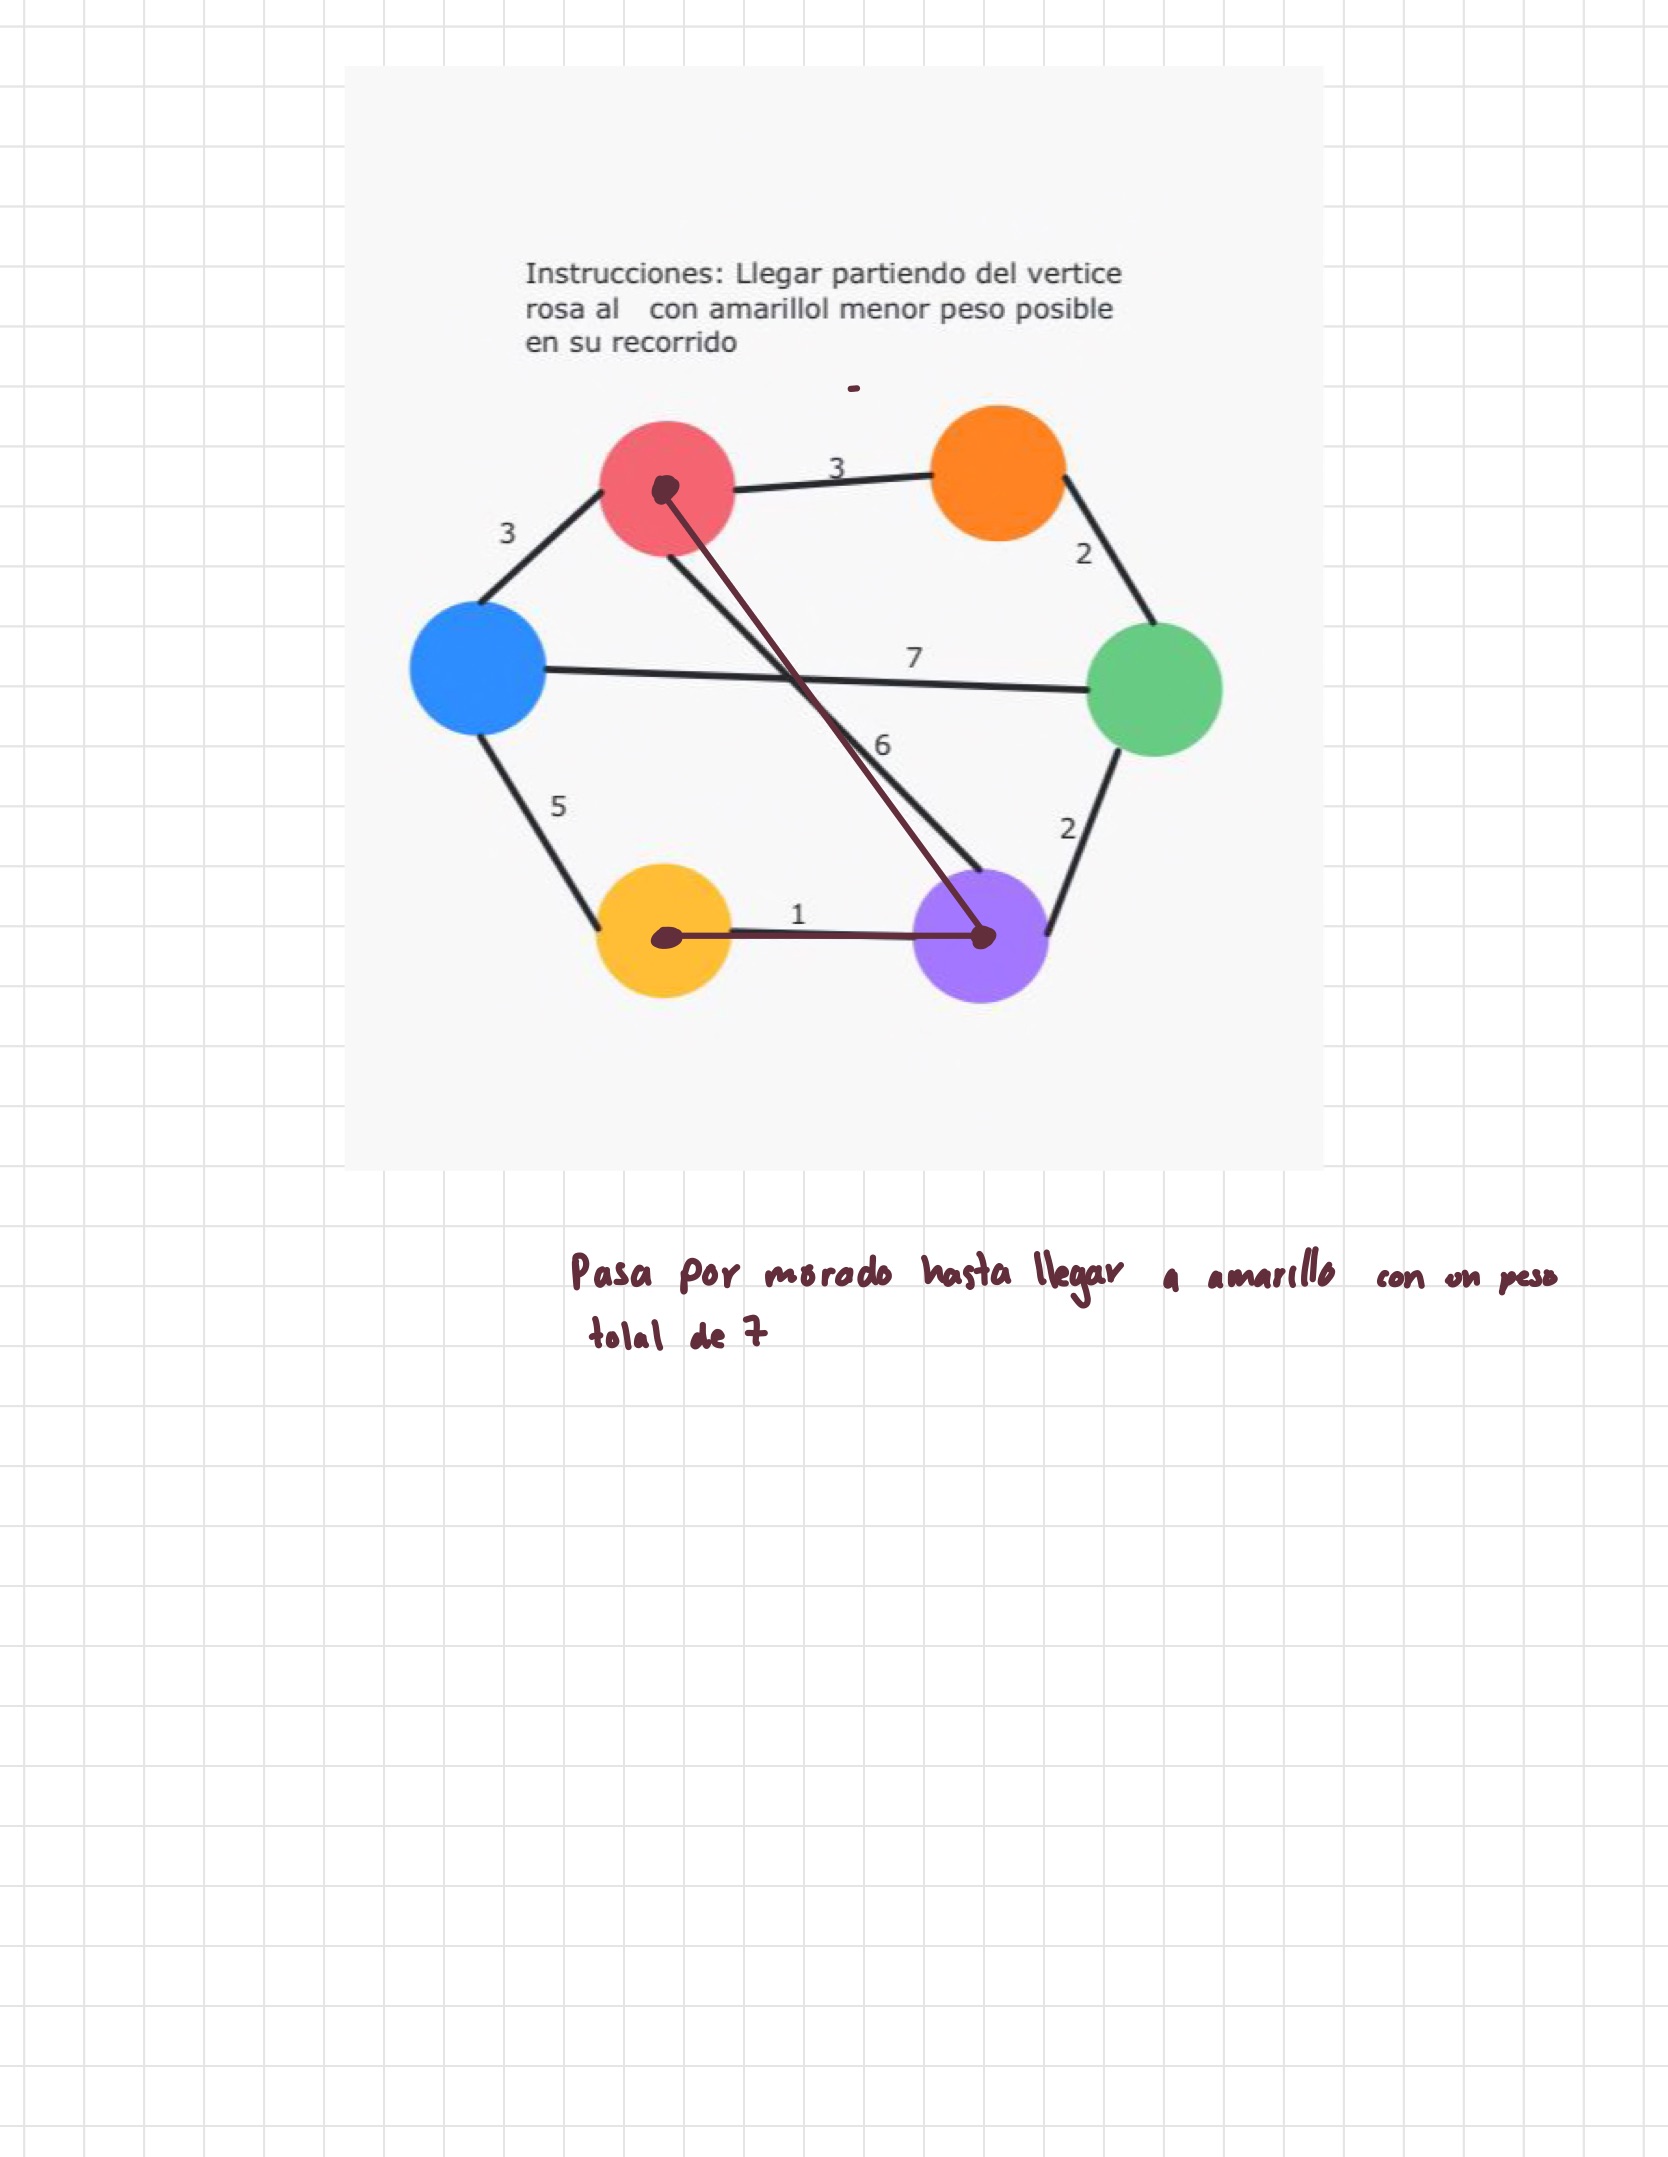 Instrucciones: Llegar partiendo del vertice
rosa al con amarillol menor peso posible
en su recorrido
3
3
2
7
6
5
2
1
Pasa por morado hasta llegar a amarillo con un peso
total de 7